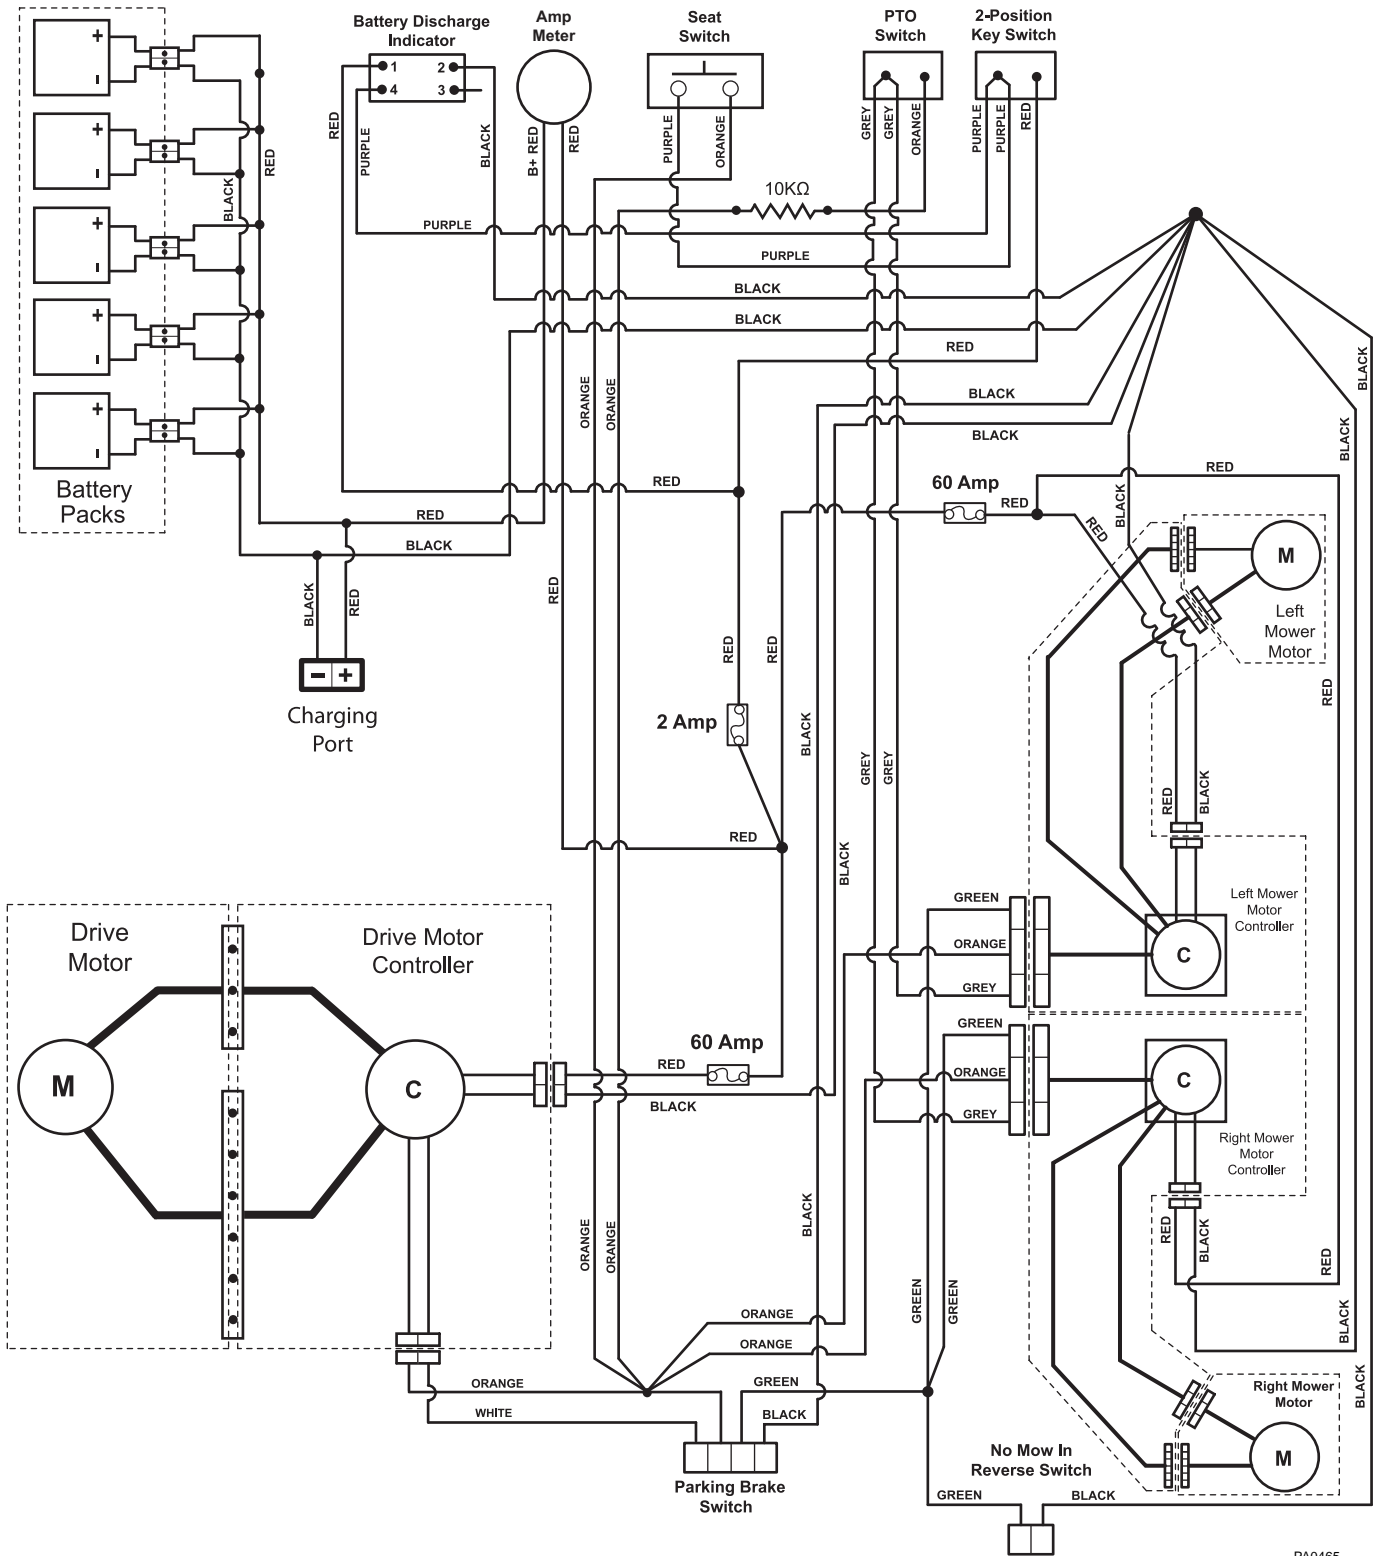 Battery Discharge
Indicator
Amp
Meter
Seat
Switch
PTO
Switch
2-Position
Key Switch
+
-
+
-
+
-
+
-
+
-
1
2
4
3
RED
PURPLE
BLACK
B+ RED
RED
PURPLE
ORANGE
GREY
GREY
ORANGE
PURPLE
PURPLE
RED
RED
BLACK
10KΩ
PURPLE
PURPLE
BLACK
BLACK
RED
BLACK
BLACK
ORANGE
ORANGE
BLACK
BLACK
Battery
Packs
RED
RED
BLACK
60 Amp
RED
RED
RED
BLACK
M
Left
Mower
Motor
BLACK
RED
RED
RED
RED
RED
- +
Charging
Port
2 Amp
BLACK
GREY
GREY
RED
BLACK
RED
BLACK
Left Mower
Motor
Controller
GREEN
ORANGE
GREY
C
Drive
Motor
Drive Motor
Controller
M
C
60 Amp
RED
BLACK
GREEN
ORANGE
GREY
C
Right Mower
Motor
Controller
BLACK
RED
BLACK
RED
ORANGE
ORANGE
GREEN
GREEN
BLACK
ORANGE
ORANGE
ORANGE
WHITE
GREEN
BLACK
BLACK
Right Mower
Motor
M
Parking Brake
Switch
No Mow In
Reverse Switch
GREEN
BLACK